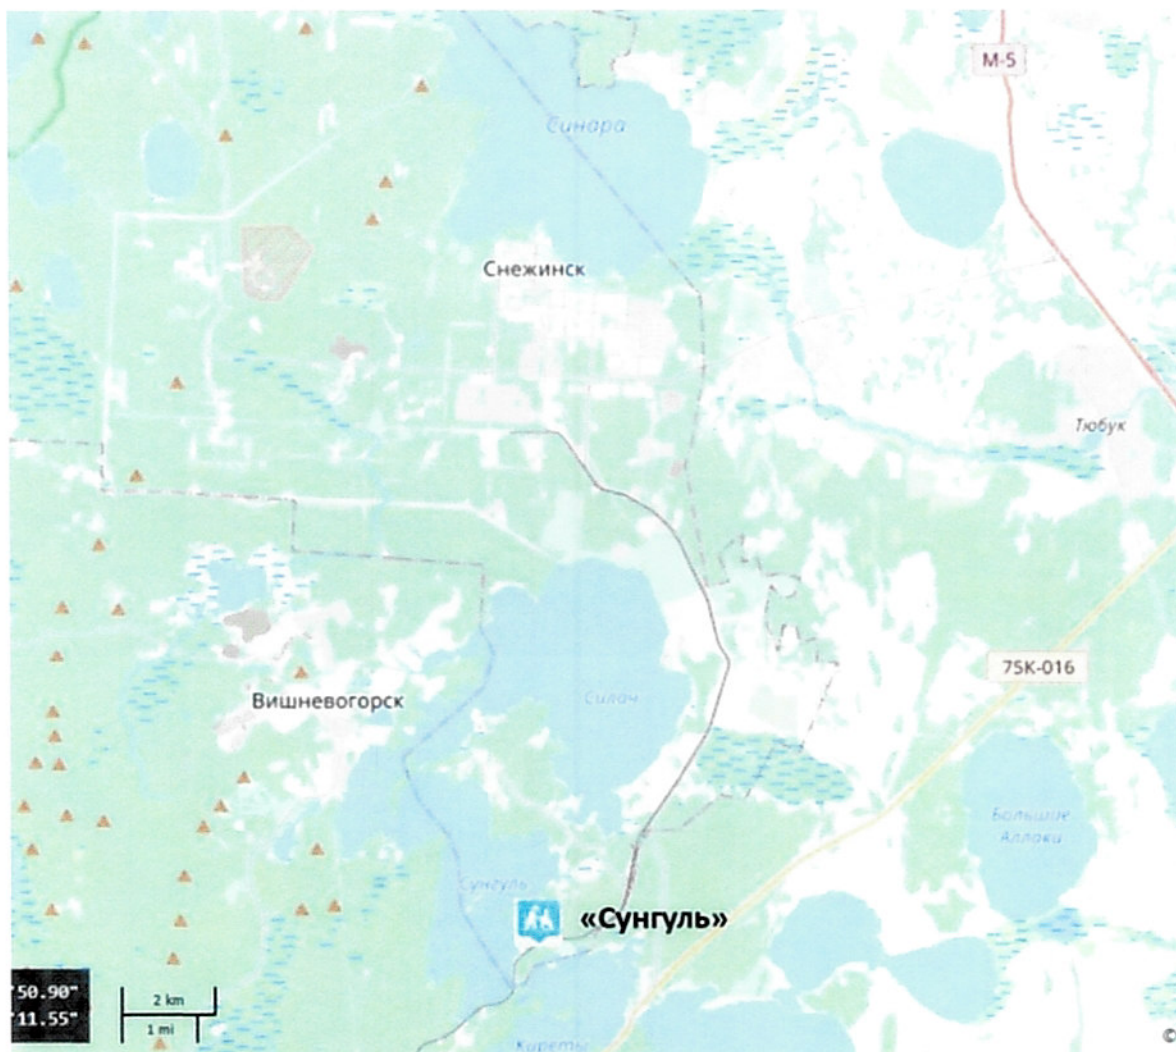 М-5
Синара
Снежинск
Тюбук
75К-016
Вишневогорск
Силач
Большие
Аллаки
Сунгуль
«Сунгуль»
50.90"
11.55"
2 km
1 mi
Киреты
©